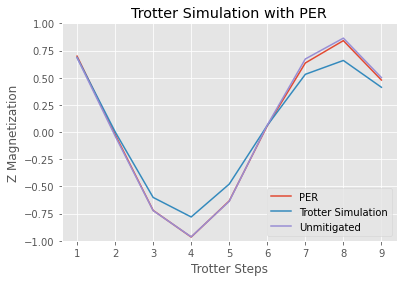 Trotter Simulation with PER
Z Magnetization
1.00
0.75
0.50
0.25
0.00
−0.25
−0.50
−0.75
−1.00
1 2 3 4 5 6 7 8 9
Trotter Steps
PER
Trotter Simulation
Unmitigated